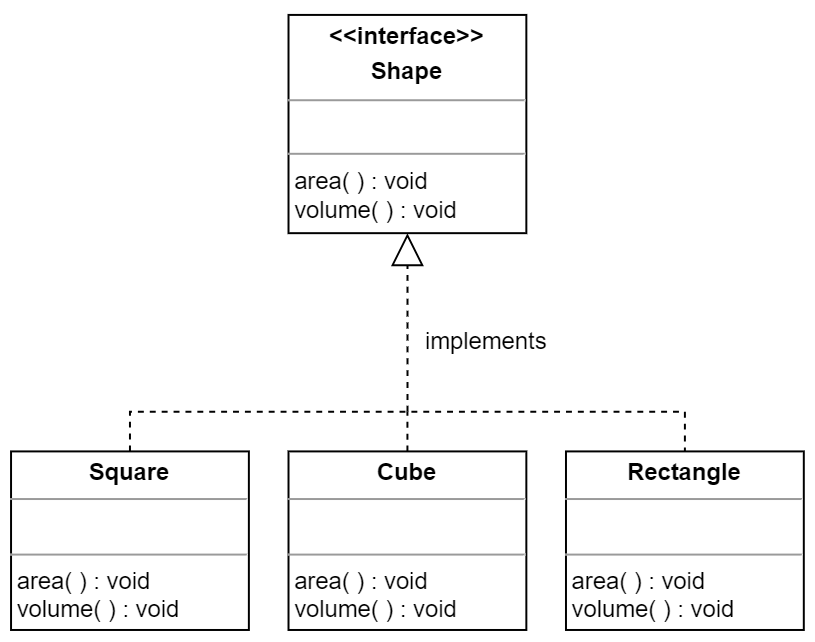 <<interface>>
Shape
area( ) : void
volume( ) : void
implements
Square
area( ) : void
volume( ) : void
Cube
area( ) : void
volume( ) : void
Rectangle
area( ) : void
volume( ) : void